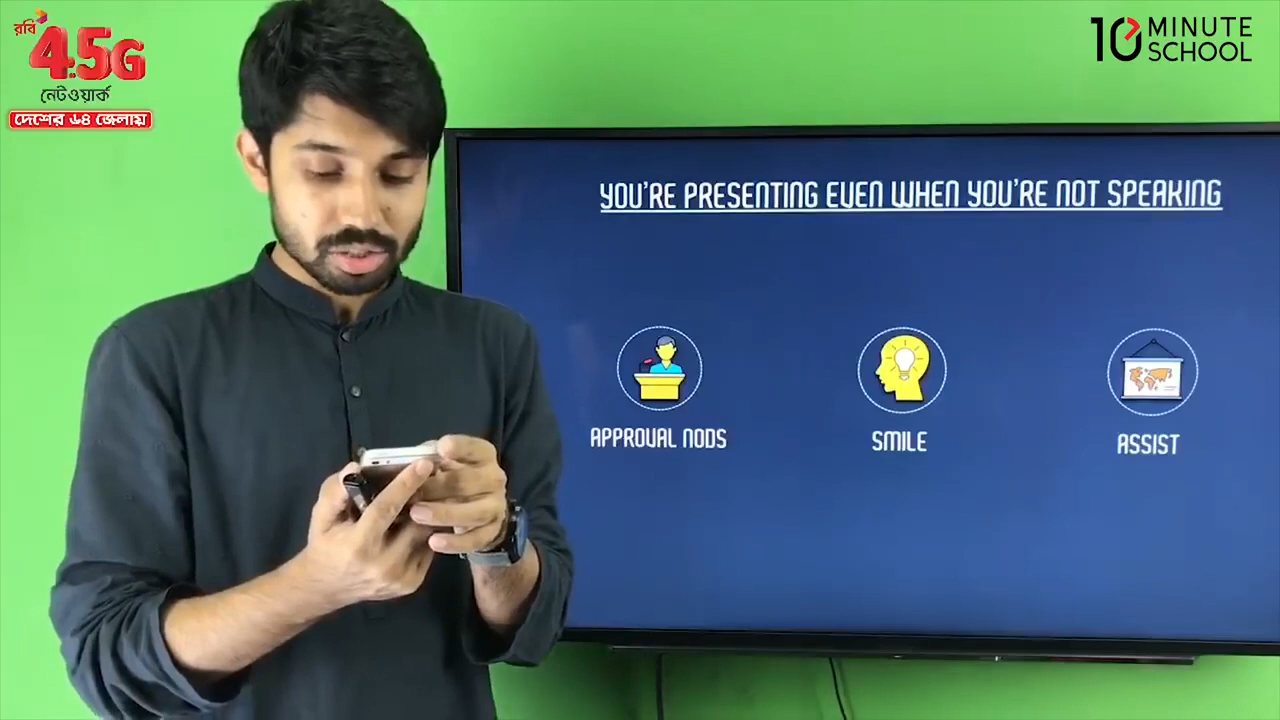 রবি
4.5G
নেটওয়ার্ক
দেশের ৬৪ জেলায়
10 MINUTE
SCHOOL
YOU'RE PRESENTING EVEN WHEN YOU'RE NOT SPEAKING
APPROVAL NODS
SMILE
ASSIST